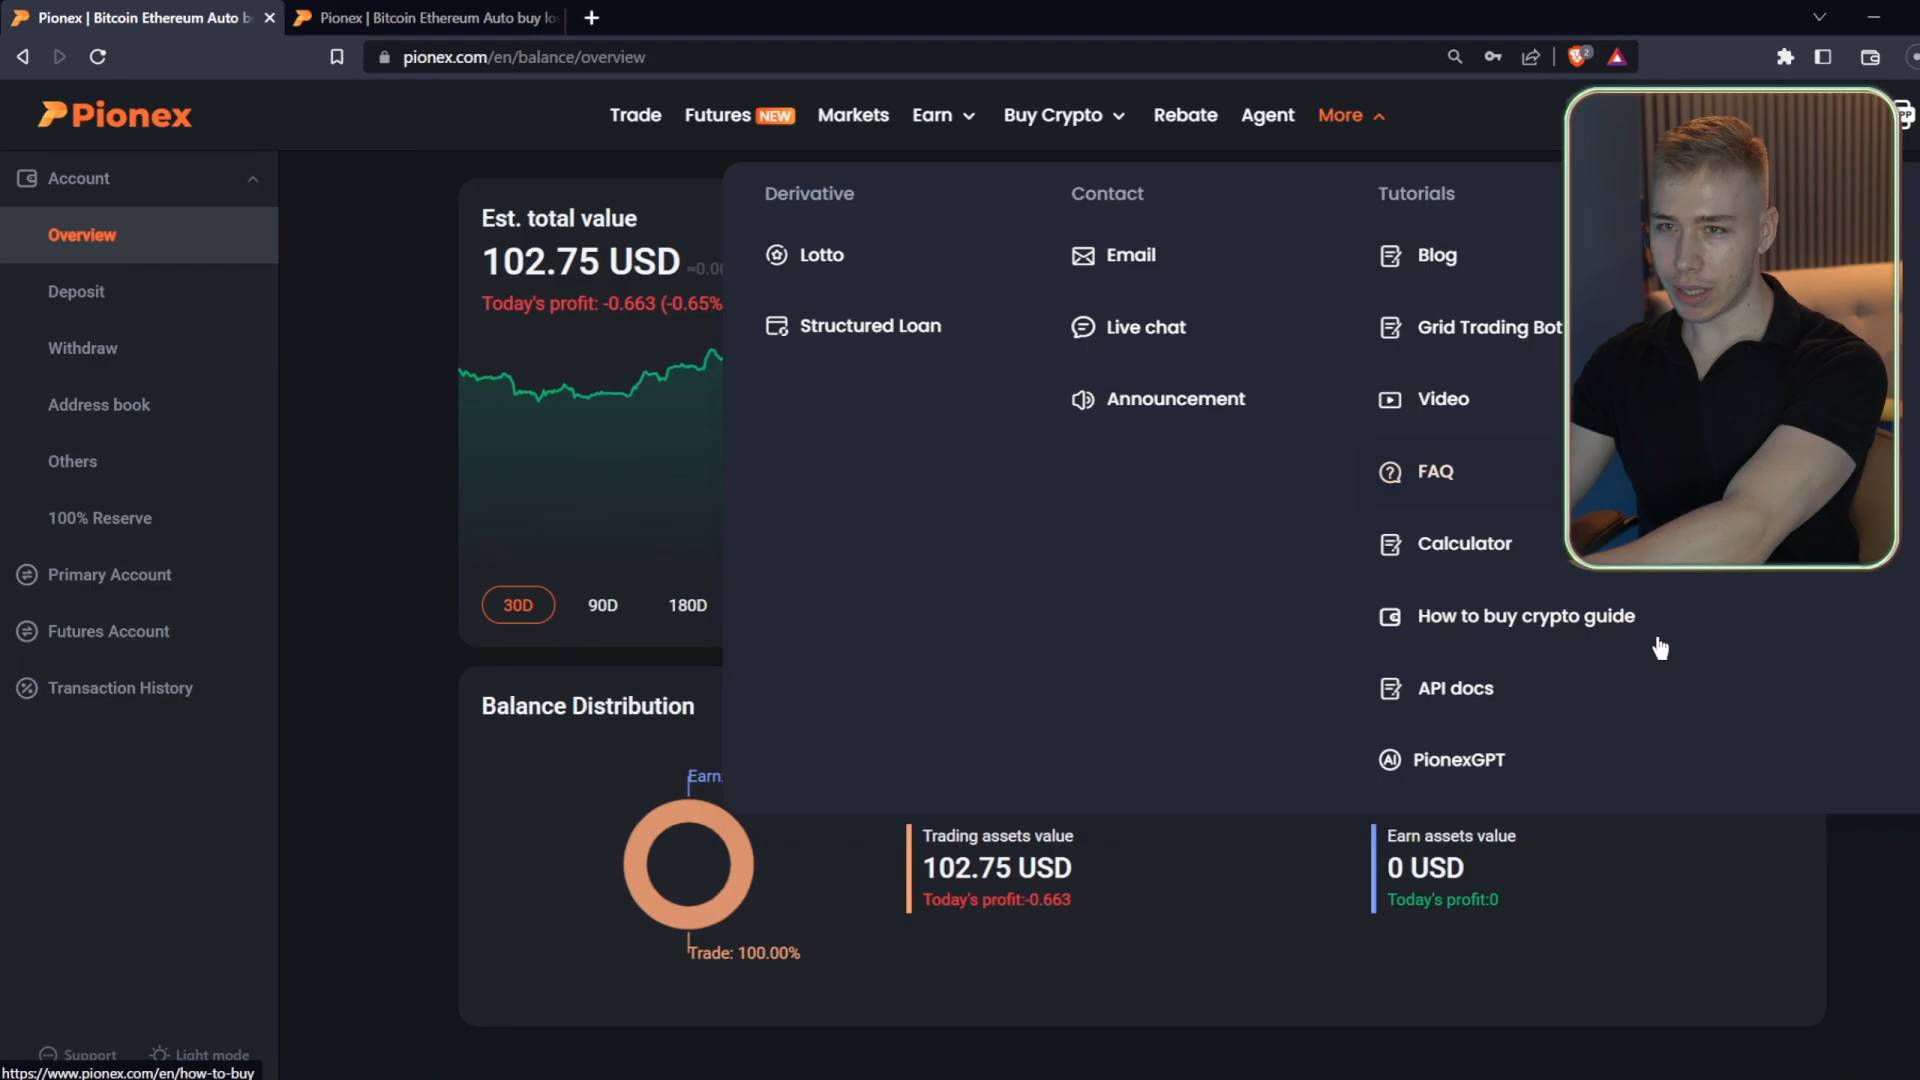 Pionex | Bitcoin Ethereum Auto b
Pionex | Bitcoin Ethereum Auto buy lo
pionex.com/en/balance/overview
2
Pionex
Trade
Futures NEW
Markets
Earn
Buy Crypto
Rebate
Agent
More
Account
Overview
Deposit
Withdraw
Address book
Others
100% Reserve
Primary Account
Futures Account
Transaction History
Support
Light mode
https://www.pionex.com/en/how-to-buy
Est. total value
102.75 USD ≈0.00
Today's profit: -0.663 (-0.65%
30D
90D
180D
Derivative
Lotto
Structured Loan
Contact
Email
Live chat
Announcement
Tutorials
Blog
Grid Trading Bot
Video
FAQ
Calculator
How to buy crypto guide
API docs
AI PionexGPT
Balance Distribution
Earn:
Trade: 100.00%
Trading assets value
102.75 USD
Today's profit:-0.663
Earn assets value
0 USD
Today's profit:0